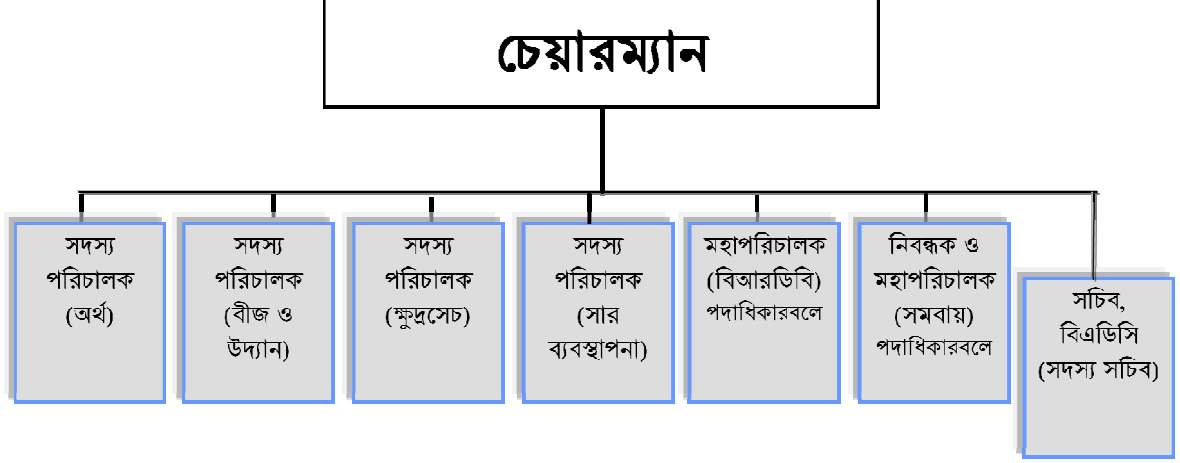 চেয়ারম্যান
সদস্য
পরিচালক
(অর্থ)
সদস্য
পরিচালক
(বীজ ও
উদ্যান)
সদস্য
পরিচালক
(ক্ষুদ্রসেচ)
সদস্য
পরিচালক
(সার
ব্যবস্থাপনা)
মহাপরিচালক
(বিআরডিবি)
পদাধিকারবলে
নিবন্ধক ও
মহাপরিচালক
(সমবায়)
পদাধিকারবলে
সচিব,
বিএডিসি
(সদস্য সচিব)